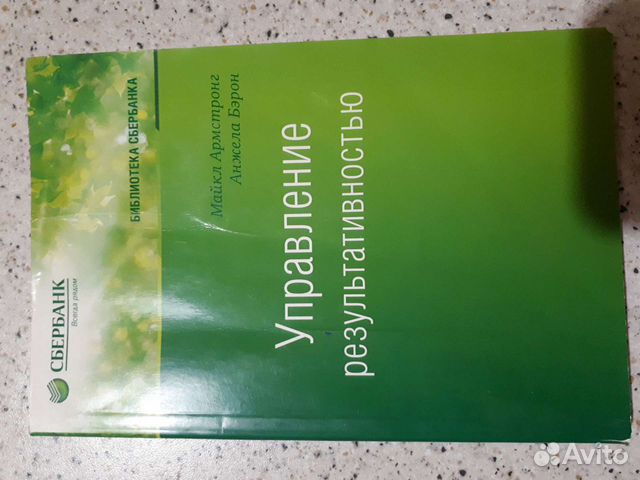 СБЕРБАНК
Всегда рядом
БИБЛИОТЕКА СБЕРБАНКА
Майкл Армстронг
Анжела Бэрон
Управление
результативностью
Avito